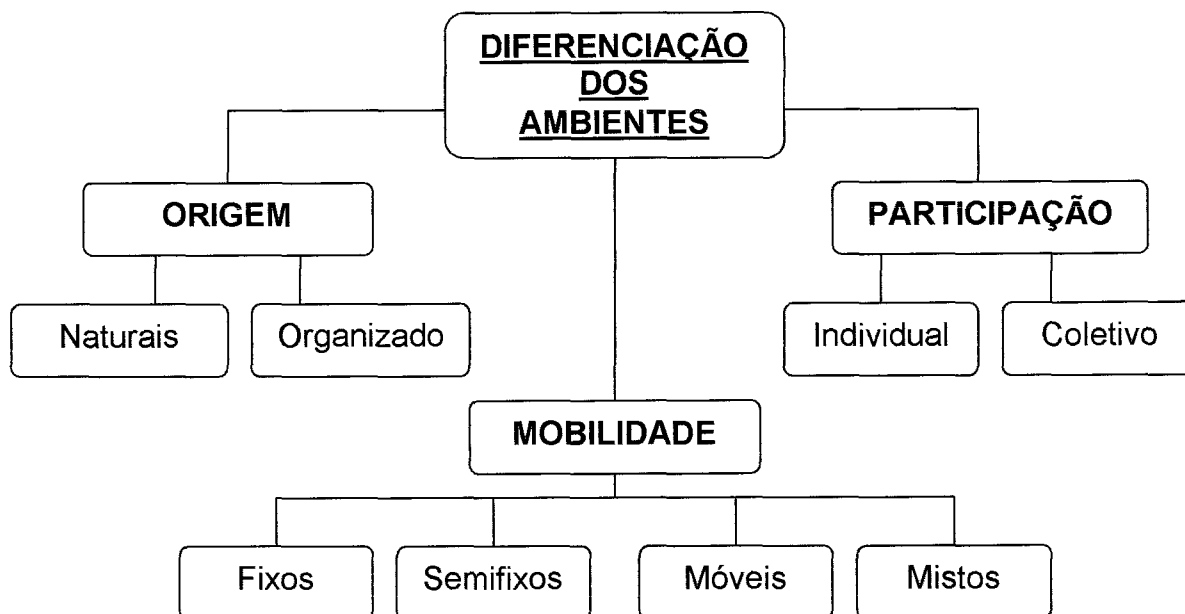 DIFERENCIAÇÃO
DOS
AMBIENTES
ORIGEM
PARTICIPAÇÃO
Naturais
Organizado
Individual
Coletivo
MOBILIDADE
Fixos
Semifixos
Móveis
Mistos